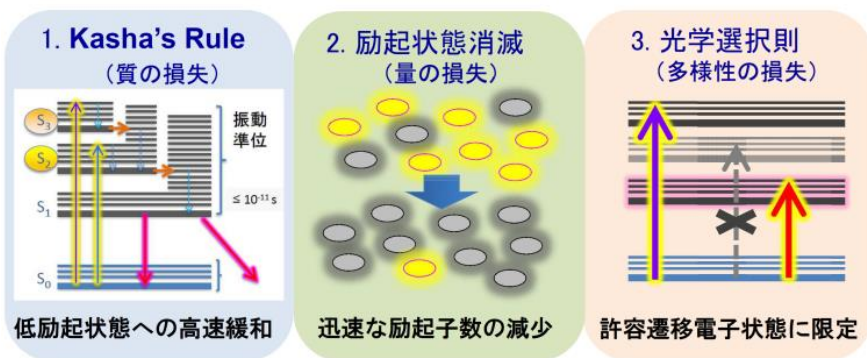 1. Kasha's Rule
（質の損失）
S3
S2
S1
S0
振動
準位
≤ 10-11 s
低励起状態への高速緩和
2. 励起状態消滅
（量の損失）
迅速な励起子数の減少
3. 光学選択則
（多様性の損失）
許容遷移電子状態に限定